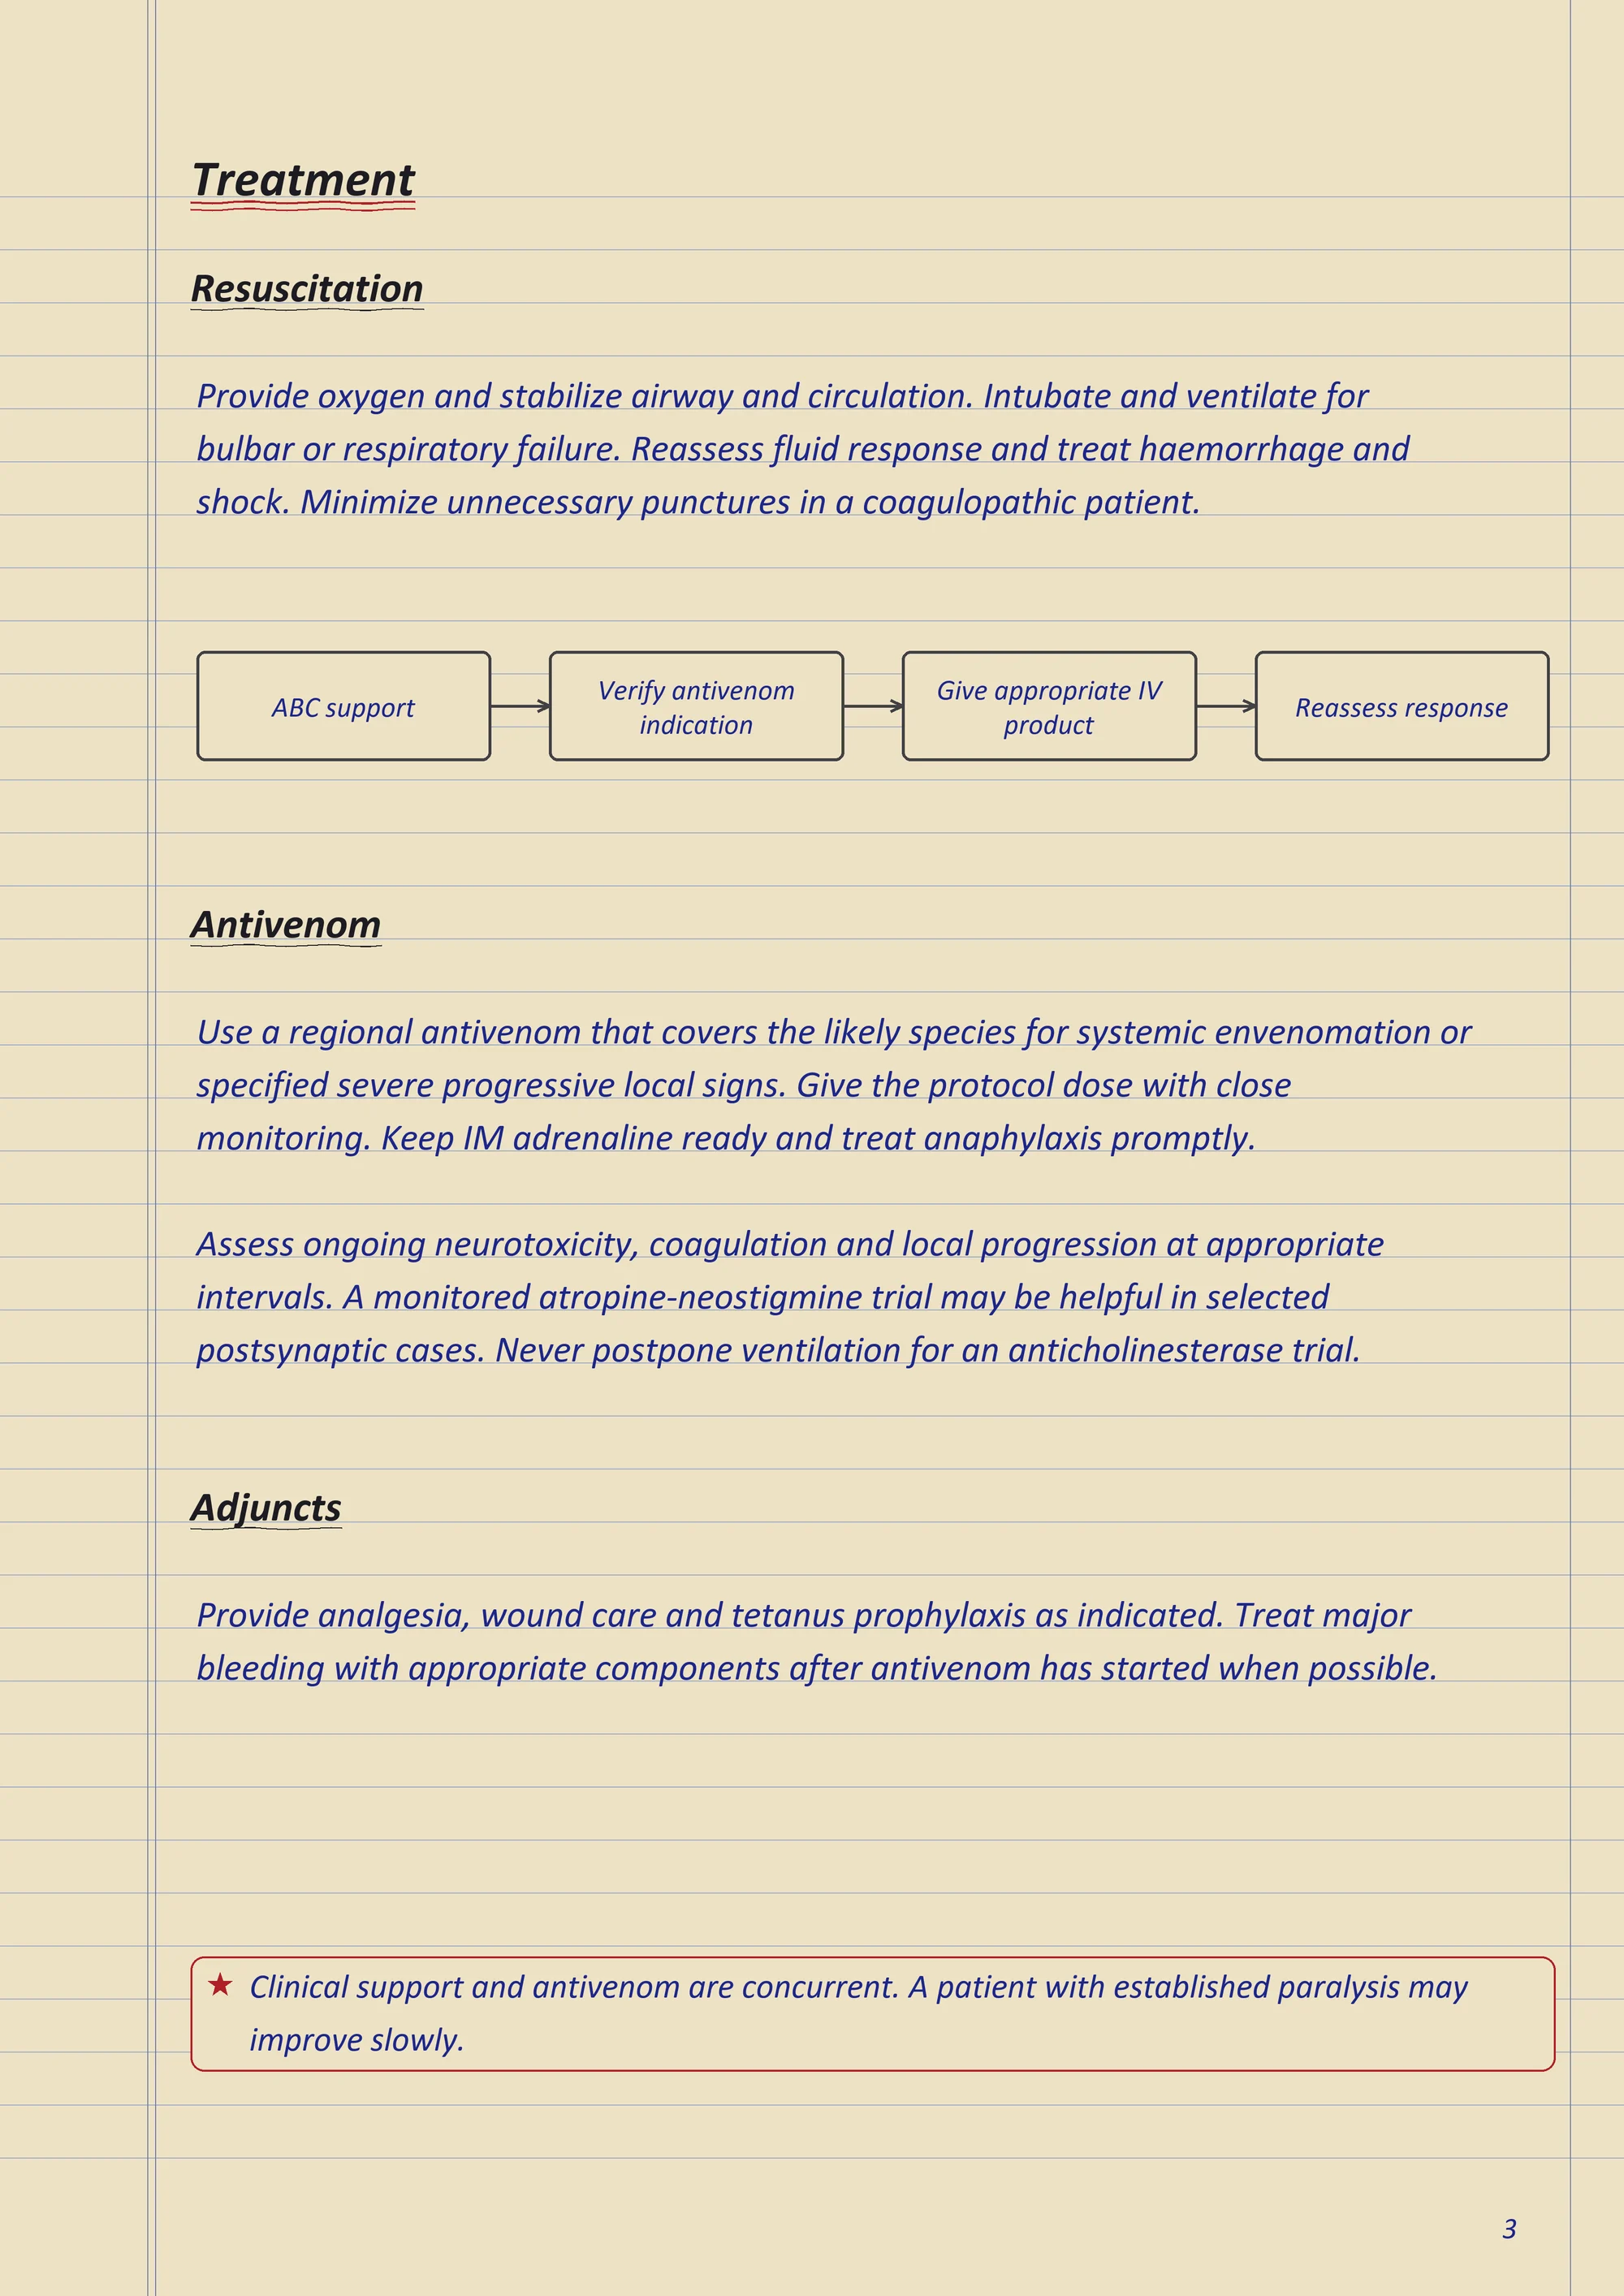 Treatment
Resuscitation
Provide oxygen and stabilize airway and circulation. Intubate and ventilate for
bulbar or respiratory failure. Reassess fluid response and treat haemorrhage and
shock. Minimize unnecessary punctures in a coagulopathic patient.
ABC support
Verify antivenom
indication
Give appropriate IV
product
Reassess response
Antivenom
Use a regional antivenom that covers the likely species for systemic envenomation or
specified severe progressive local signs. Give the protocol dose with close
monitoring. Keep IM adrenaline ready and treat anaphylaxis promptly.
Assess ongoing neurotoxicity, coagulation and local progression at appropriate
intervals. A monitored atropine-neostigmine trial may be helpful in selected
postsynaptic cases. Never postpone ventilation for an anticholinesterase trial.
Adjuncts
Provide analgesia, wound care and tetanus prophylaxis as indicated. Treat major
bleeding with appropriate components after antivenom has started when possible.
★ Clinical support and antivenom are concurrent. A patient with established paralysis may
improve slowly.
3